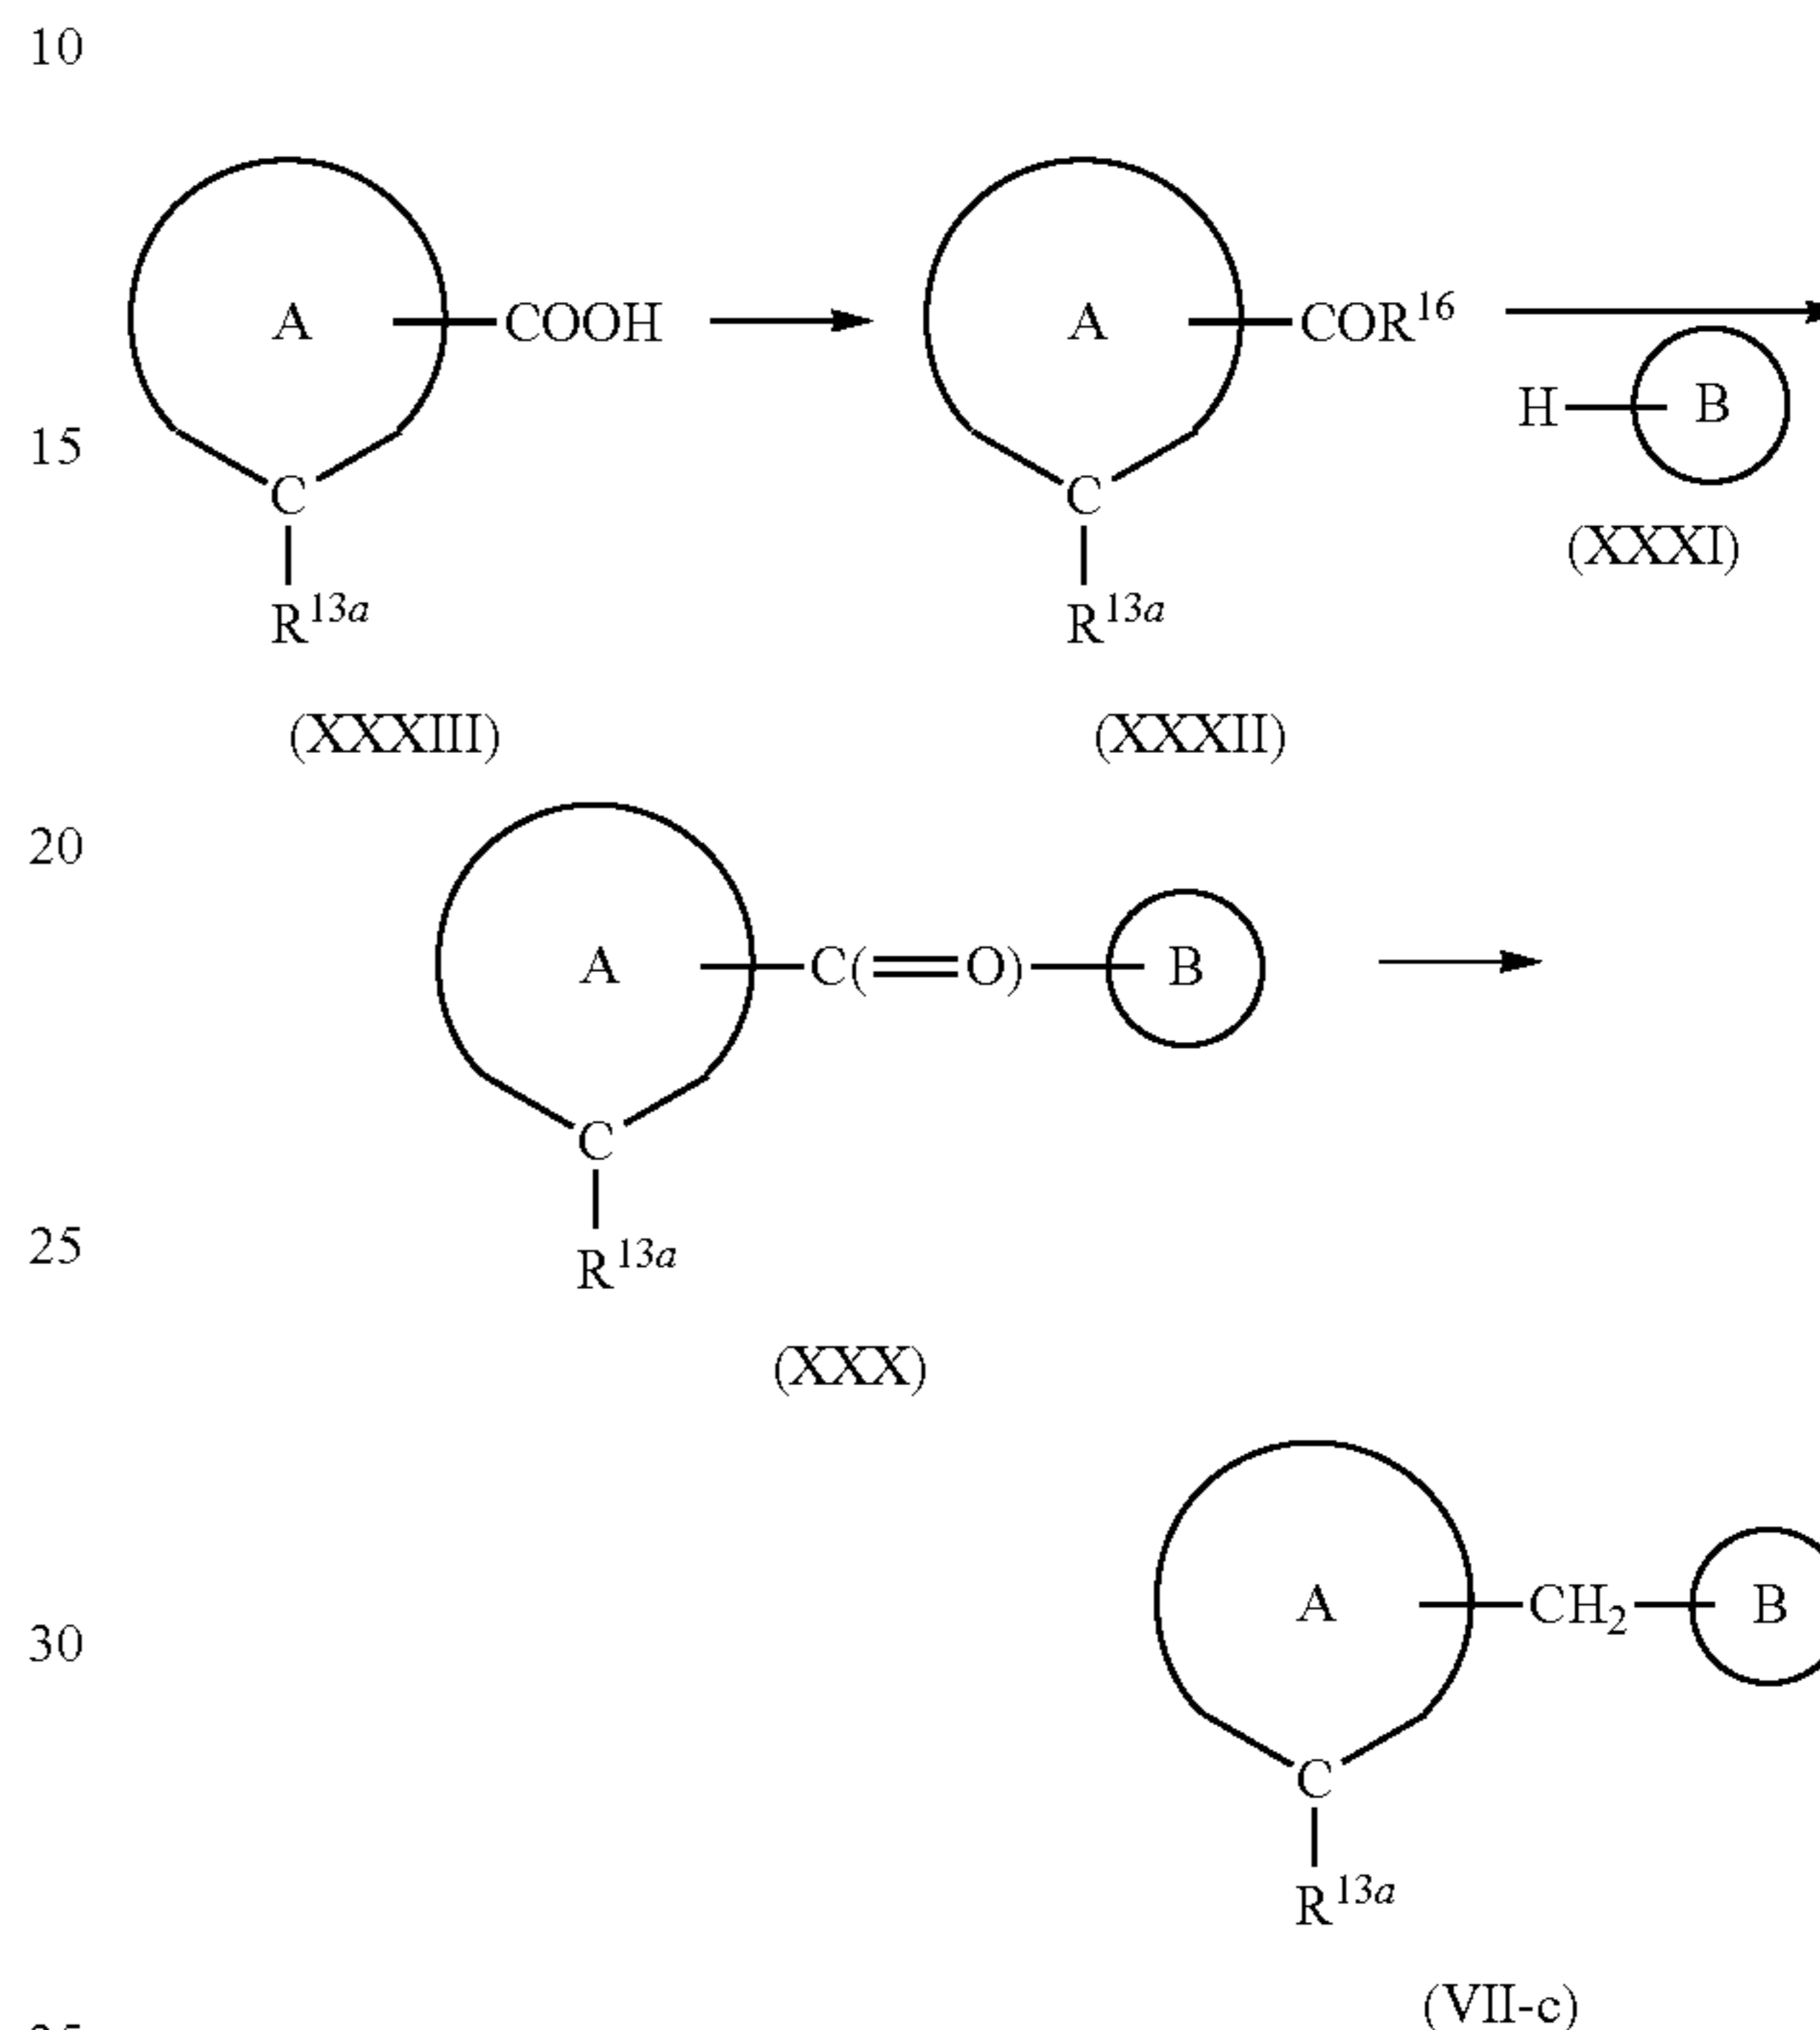 10
A COOH A COR¹⁶
H B
15
C C
(XXXI)
R¹³ᵃ R¹³ᵃ
(XXXIII) (XXXII)
20
A C(=O) B
C
25
R¹³ᵃ
(XXX)
30
A CH₂ B
C
R¹³ᵃ
(VII-c)